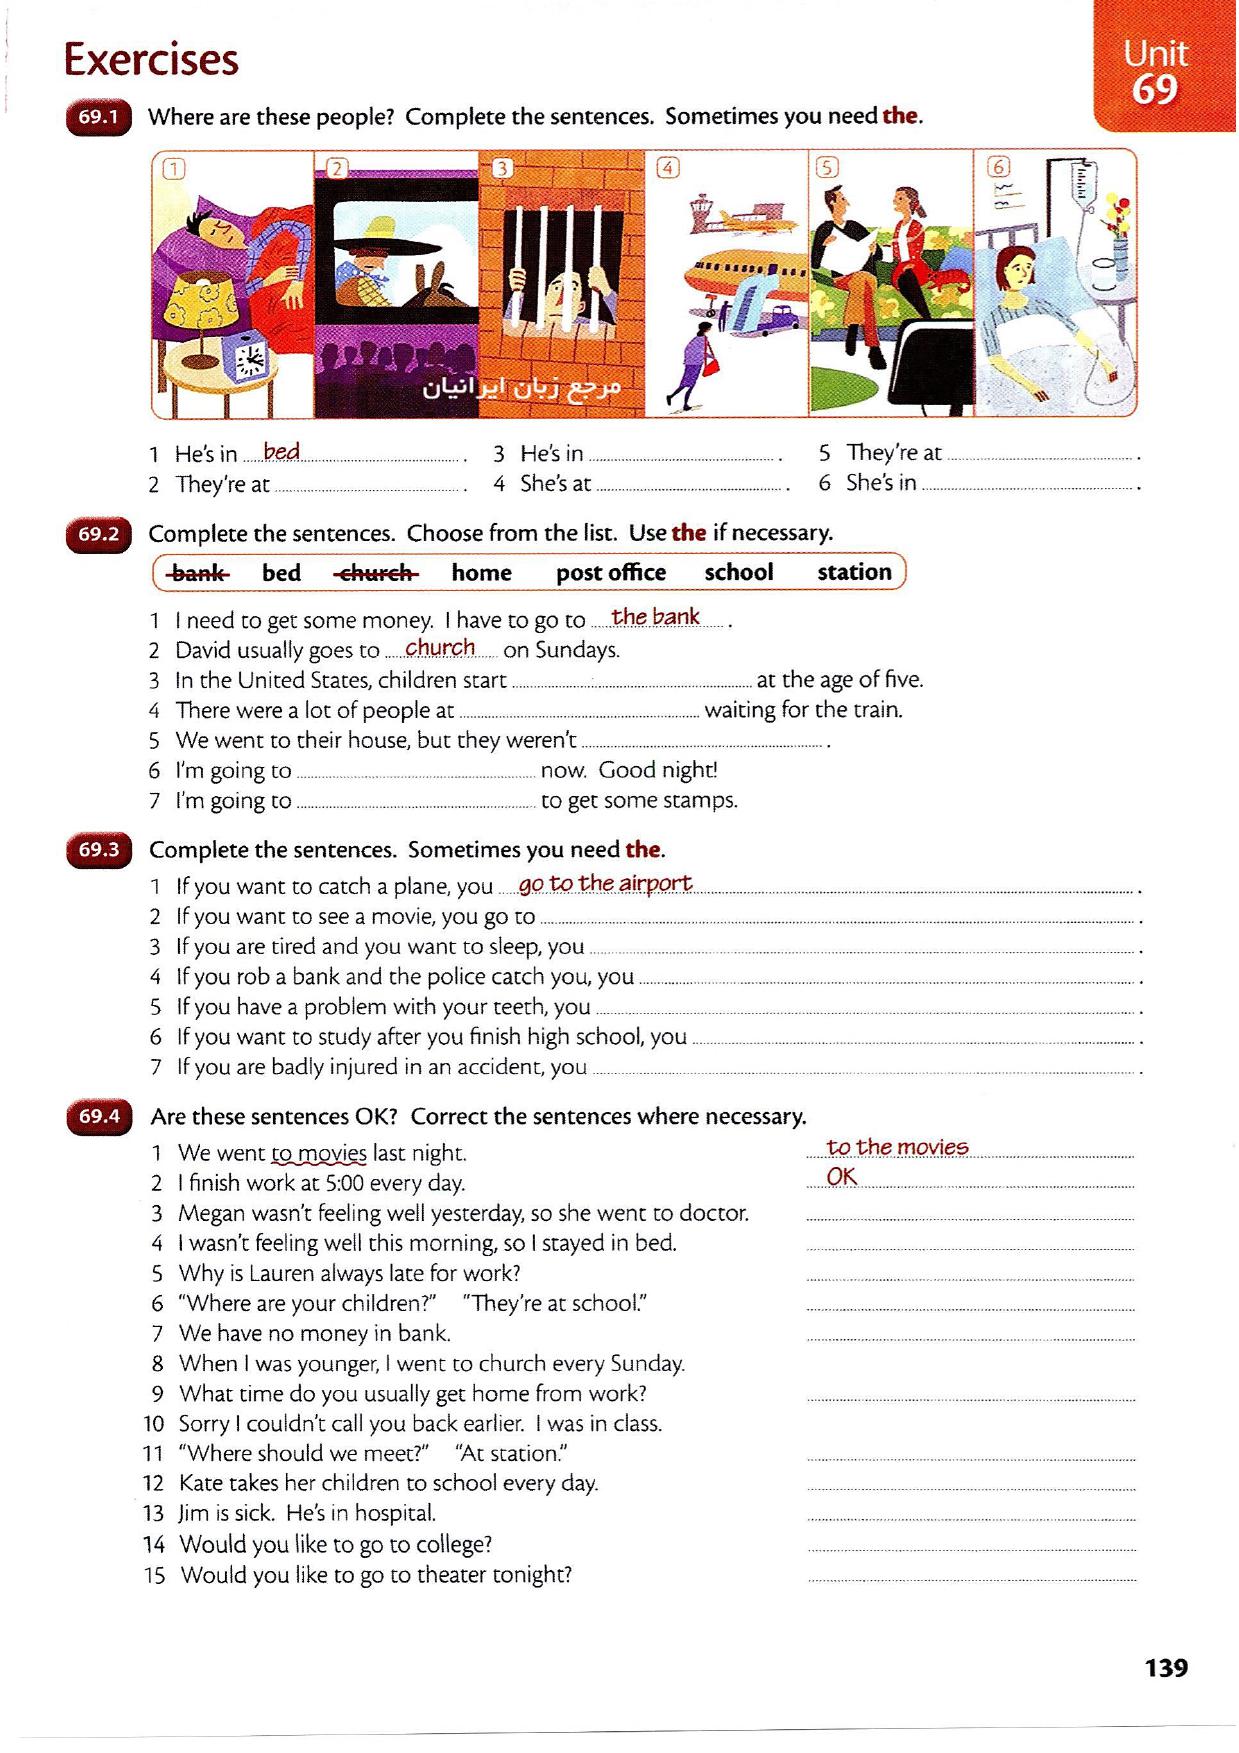 Exercises
Unit
69
69.1 Where are these people? Complete the sentences. Sometimes you need the.
1 2 3 4 5 6
مرجع زبان ایرانیان
1 He's in bed. 3 He's in . 5 They're at .
2 They're at . 4 She's at . 6 She's in .
69.2 Complete the sentences. Choose from the list. Use the if necessary.
bank bed church home post office school station
1 I need to get some money. I have to go to the bank.
2 David usually goes to church on Sundays.
3 In the United States, children start at the age of five.
4 There were a lot of people at waiting for the train.
5 We went to their house, but they weren't .
6 I'm going to now. Good night!
7 I'm going to to get some stamps.
69.3 Complete the sentences. Sometimes you need the.
1 If you want to catch a plane, you go to the airport.
2 If you want to see a movie, you go to .
3 If you are tired and you want to sleep, you .
4 If you rob a bank and the police catch you, you .
5 If you have a problem with your teeth, you .
6 If you want to study after you finish high school, you .
7 If you are badly injured in an accident, you .
69.4 Are these sentences OK? Correct the sentences where necessary.
1 We went to movies last night. to the movies
2 I finish work at 5:00 every day. OK
3 Megan wasn't feeling well yesterday, so she went to doctor.
4 I wasn't feeling well this morning, so I stayed in bed.
5 Why is Lauren always late for work?
6 "Where are your children?" "They're at school."
7 We have no money in bank.
8 When I was younger, I went to church every Sunday.
9 What time do you usually get home from work?
10 Sorry I couldn't call you back earlier. I was in class.
11 "Where should we meet?" "At station."
12 Kate takes her children to school every day.
13 Jim is sick. He's in hospital.
14 Would you like to go to college?
15 Would you like to go to theater tonight?
139